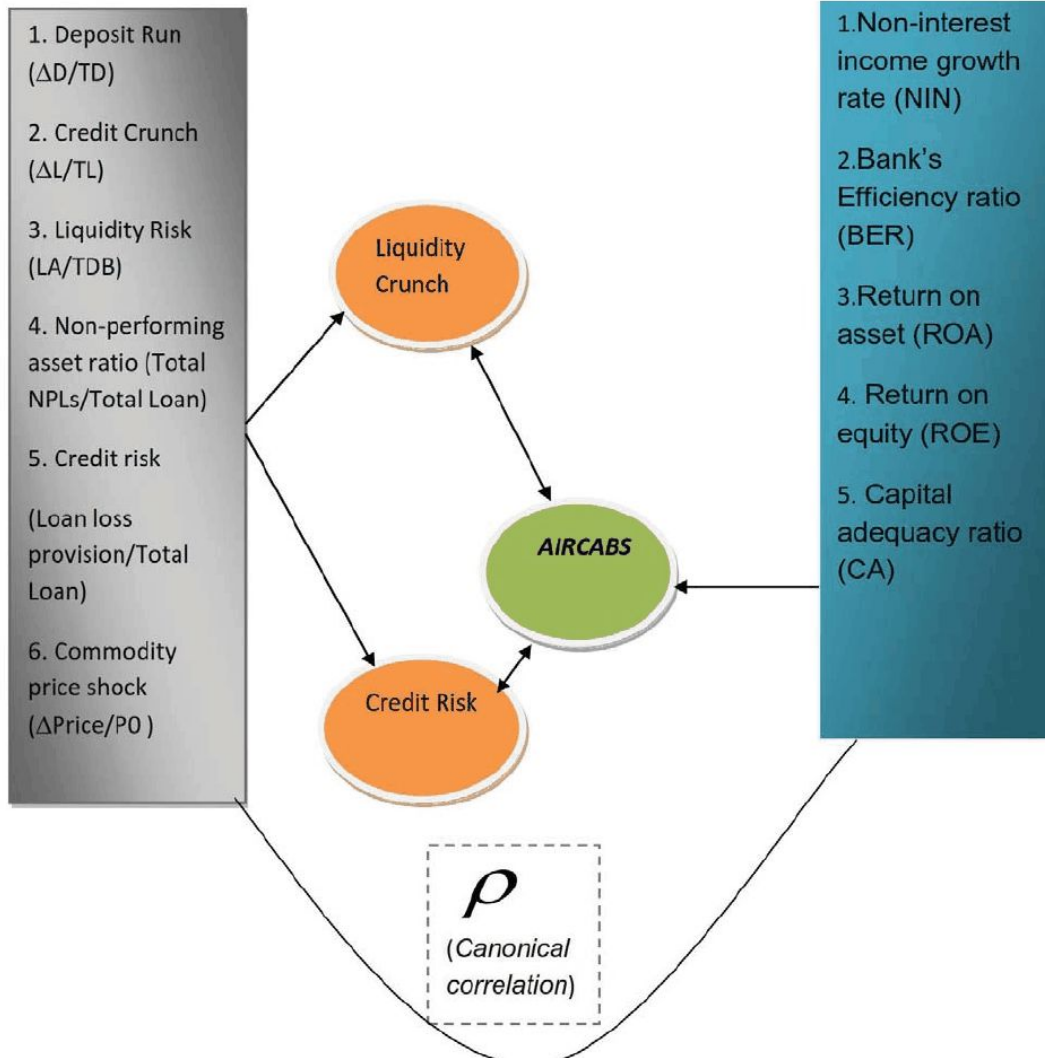 1. Deposit Run
(ΔD/TD)
2. Credit Crunch
(ΔL/TL)
3. Liquidity Risk
(LA/TDB)
4. Non-performing
asset ratio (Total
NPLs/Total Loan)
5. Credit risk
(Loan loss
provision/Total
Loan)
6. Commodity
price shock
(ΔPrice/P0 )
Liquidity
Crunch
AIRCABS
Credit Risk
ρ
(Canonical
correlation)
1.Non-interest
income growth
rate (NIN)
2.Bank's
Efficiency ratio
(BER)
3.Return on
asset (ROA)
4. Return on
equity (ROE)
5. Capital
adequacy ratio
(CA)